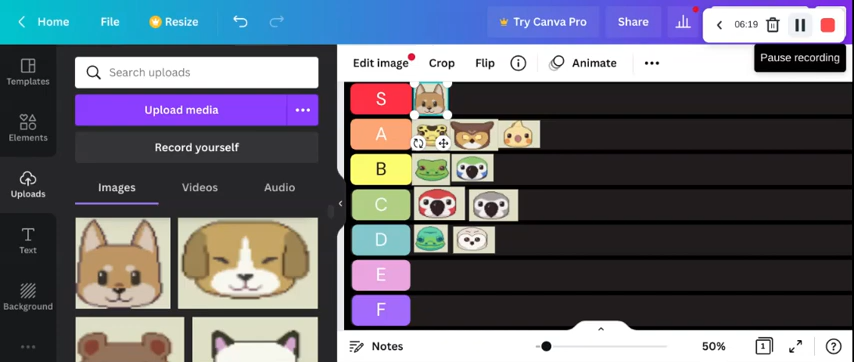 Home File Resize Try Canva Pro Share 06:19
Pause recording
Templates
Search uploads
Edit image Crop Flip Animate
Upload media
Elements
Record yourself
Uploads
Images Videos Audio
Text
Background
S
A
B
C
D
E
F
Notes 50% 1